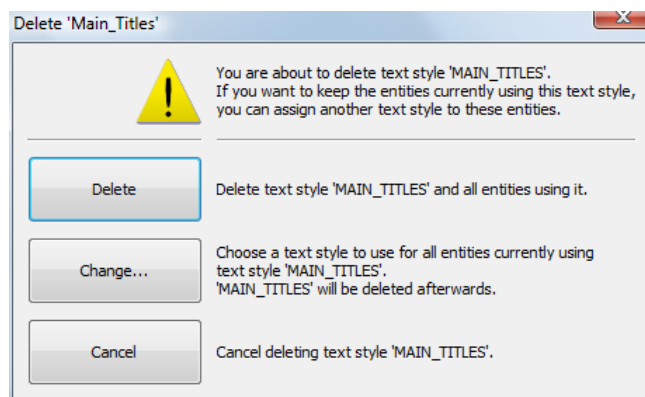 Delete 'Main_Titles'
You are about to delete text style 'MAIN_TITLES'.
If you want to keep the entities currently using this text style,
you can assign another text style to these entities.
Delete
Delete text style 'MAIN_TITLES' and all entities using it.
Change...
Choose a text style to use for all entities currently using
text style 'MAIN_TITLES'.
'MAIN_TITLES' will be deleted afterwards.
Cancel
Cancel deleting text style 'MAIN_TITLES'.